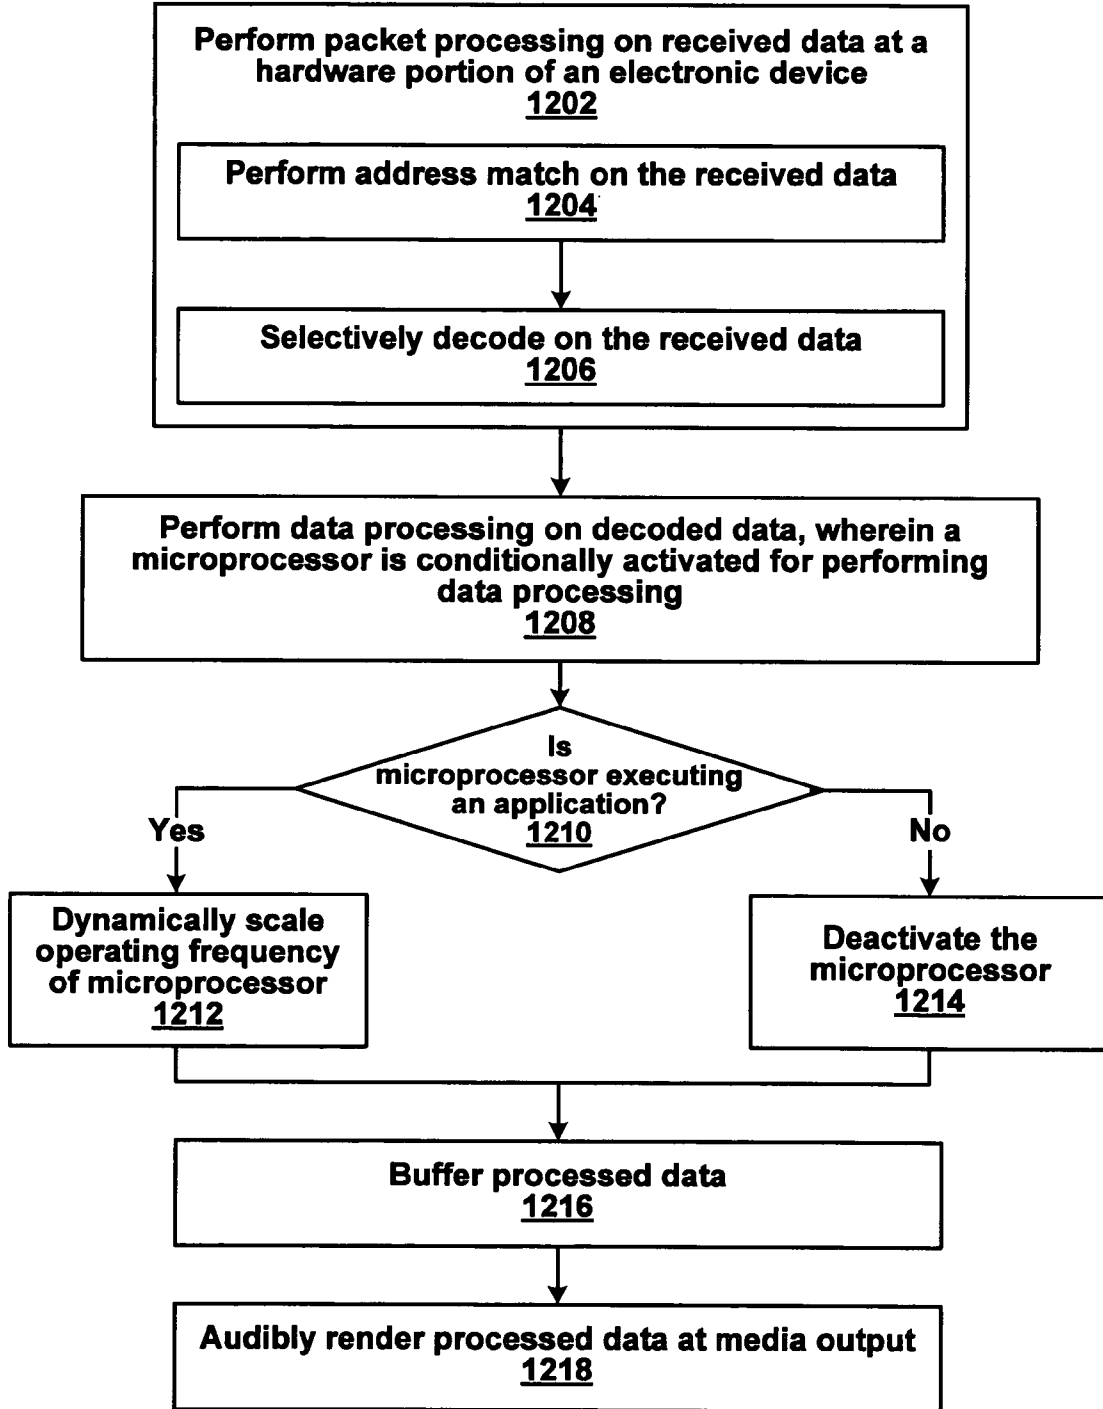 Perform packet processing on received data at a
hardware portion of an electronic device
1202
Perform address match on the received data
1204
Selectively decode on the received data
1206
Perform data processing on decoded data, wherein a
microprocessor is conditionally activated for performing
data processing
1208
Is
microprocessor executing
an application?
1210
Yes
No
Dynamically scale
operating frequency
of microprocessor
1212
Deactivate the
microprocessor
1214
Buffer processed data
1216
Audibly render processed data at media output
1218